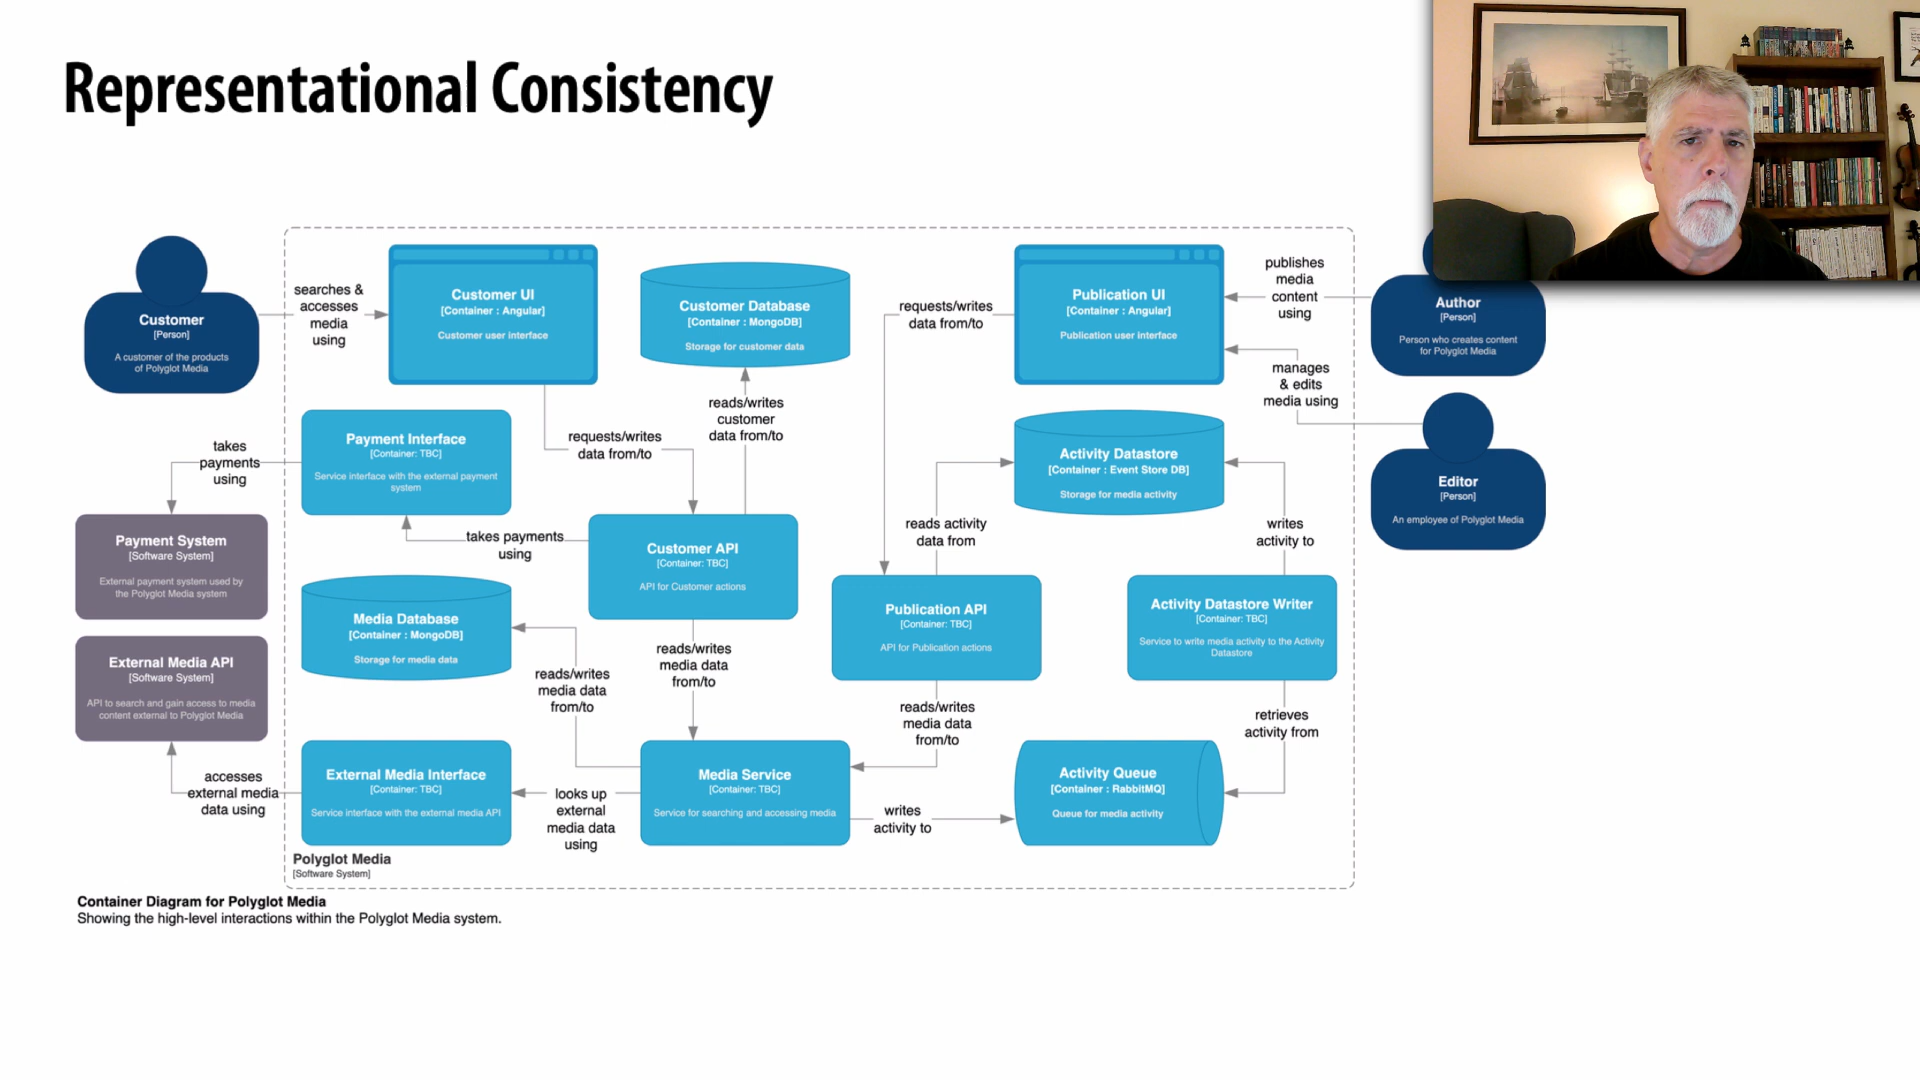 Representational Consistency
Customer
[Person]
A customer of the products
of Polyglot Media
searches &
accesses
media
using
Customer UI
[Container : Angular]
Customer user interface
Customer Database
[Container : MongoDB]
Storage for customer data
requests/writes
data from/to
Publication UI
[Container : Angular]
Publication user interface
publishes
media
content
using
Author
[Person]
Person who creates content
for Polyglot Media
manages
& edits
media using
Editor
[Person]
An employee of Polyglot Media
takes
payments
using
Payment Interface
[Container: TBC]
Service interface with the external payment
system
requests/writes
data from/to
reads/writes
customer
data from/to
Activity Datastore
[Container : Event Store DB]
Storage for media activity
Payment System
[Software System]
External payment system used by
the Polyglot Media system
takes payments
using
Customer API
[Container: TBC]
API for Customer actions
reads activity
data from
writes
activity to
Media Database
[Container : MongoDB]
Storage for media data
Publication API
[Container: TBC]
API for Publication actions
Activity Datastore Writer
[Container: TBC]
Service to write media activity to the Activity
Datastore
External Media API
[Software System]
API to search and gain access to media
content external to Polyglot Media
reads/writes
media data
from/to
reads/writes
media data
from/to
reads/writes
media data
from/to
retrieves
activity from
accesses
external media
data using
External Media Interface
[Container: TBC]
Service interface with the external media API
looks up
external
media data
using
Media Service
[Container: TBC]
Service for searching and accessing media
writes
activity to
Activity Queue
[Container : RabbitMQ]
Queue for media activity
Polyglot Media
[Software System]
Container Diagram for Polyglot Media
Showing the high-level interactions within the Polyglot Media system.